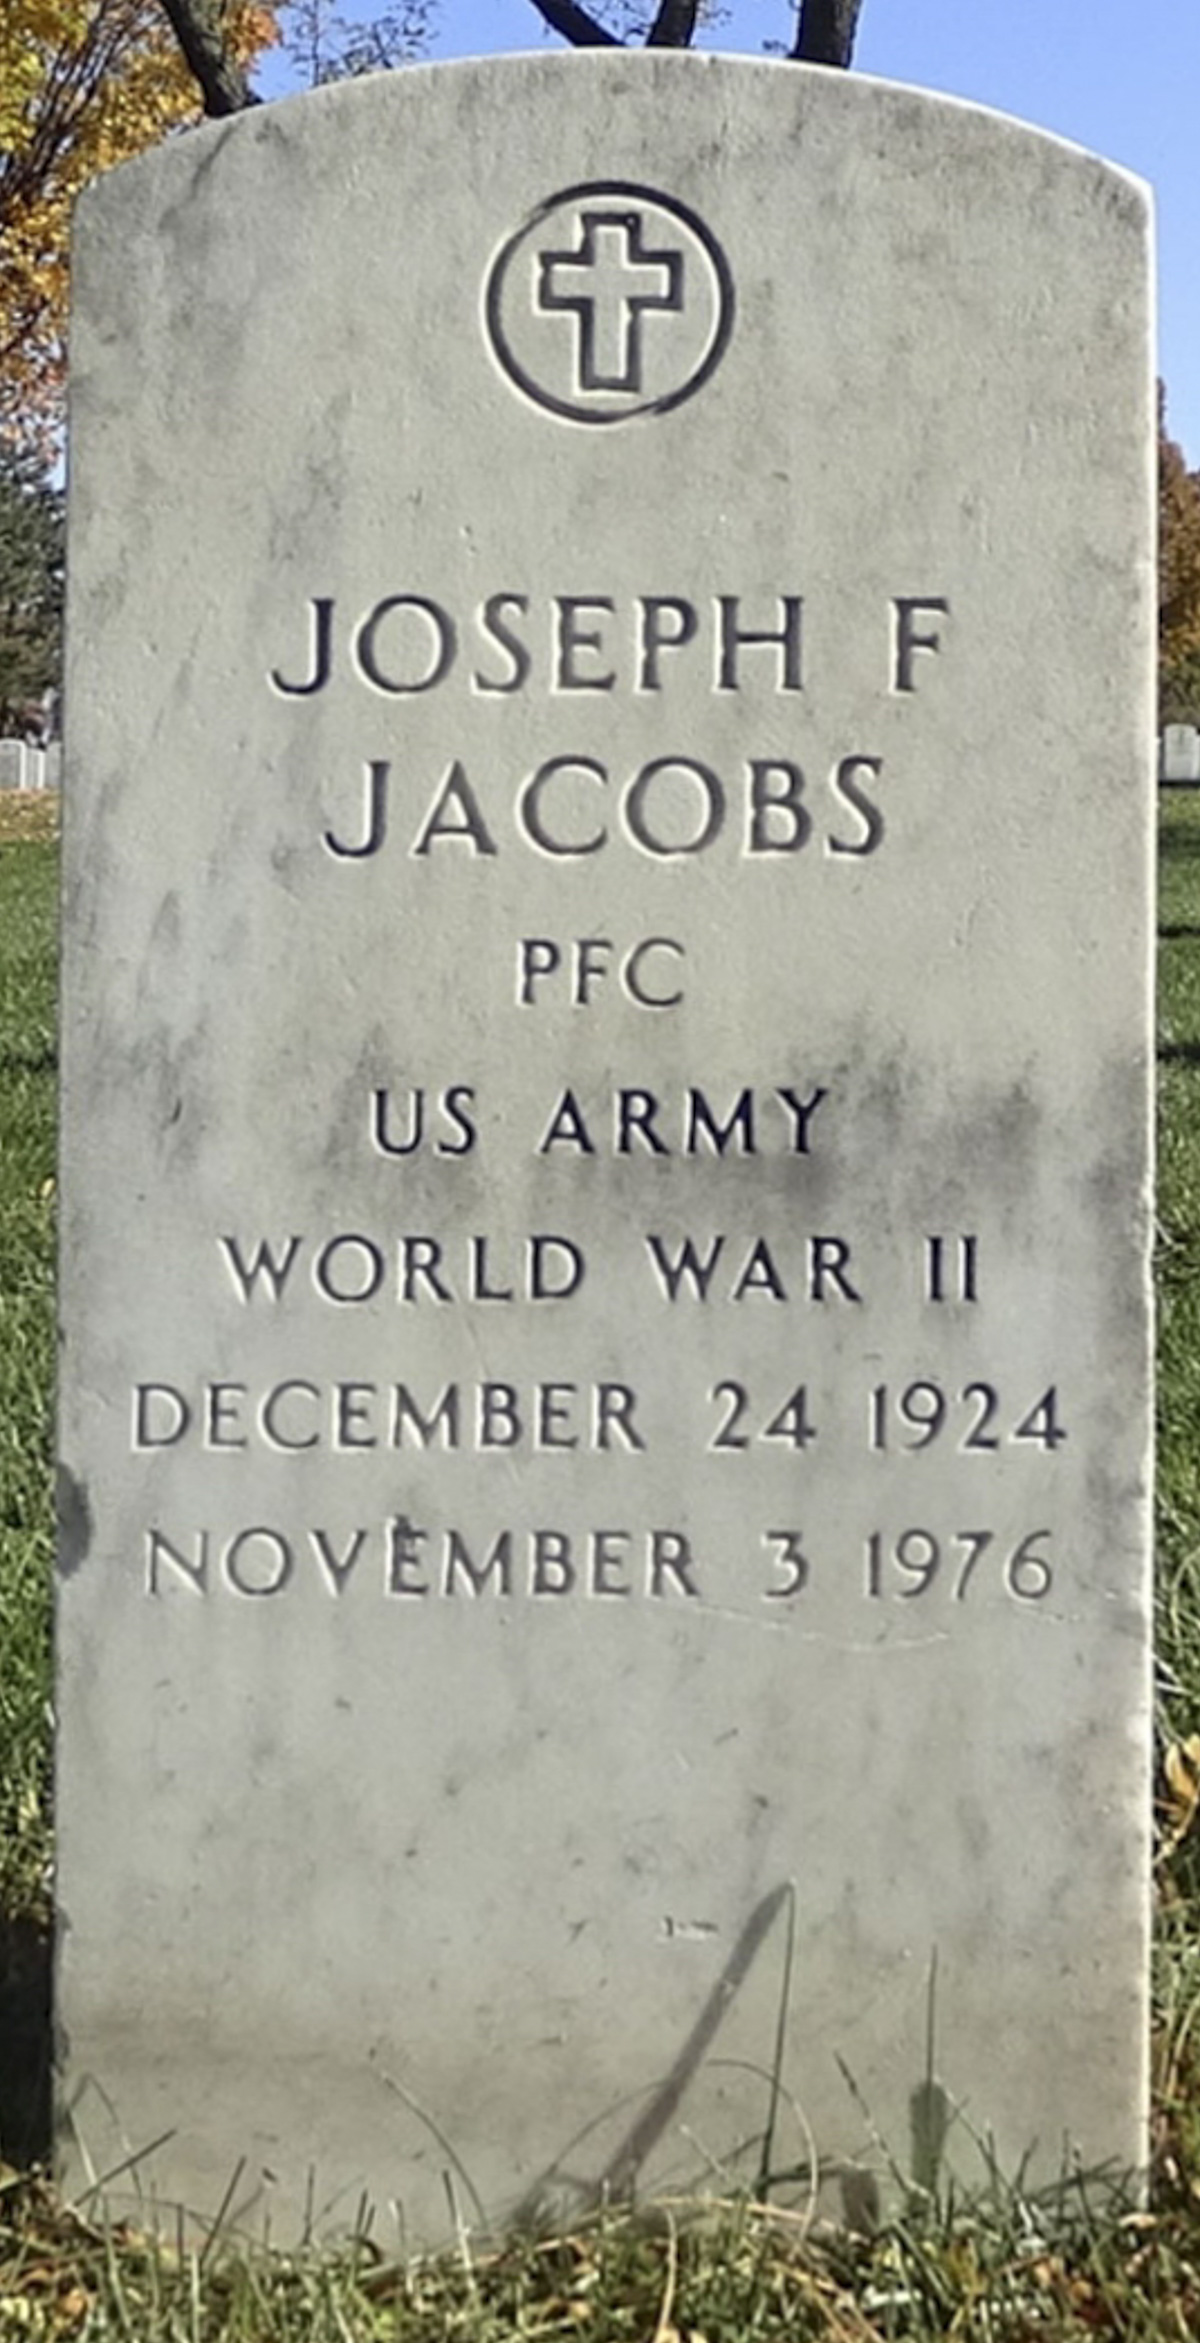 JOSEPH F
JACOBS
PFC
US ARMY
WORLD WAR II
DECEMBER 24 1924
NOVEMBER 3 1976